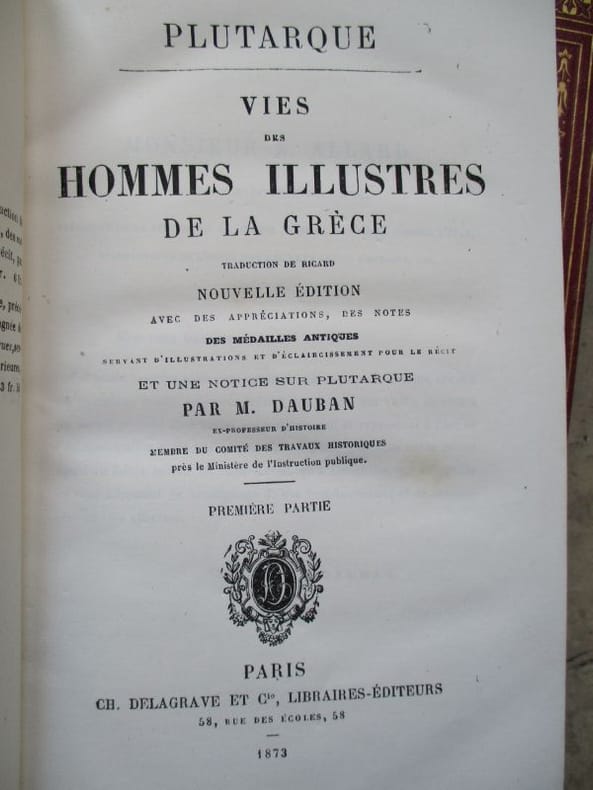 PLUTARQUE
VIES
DES
HOMMES ILLUSTRES
DE LA GRÈCE
TRADUCTION DE RICARD
NOUVELLE ÉDITION
AVEC DES APPRÉCIATIONS, DES NOTES
DES MÉDAILLES ANTIQUES
SERVANT D'ILLUSTRATIONS ET D'ÉCLAIRCISSEMENT POUR LE RÉCIT
ET UNE NOTICE SUR PLUTARQUE
PAR M. DAUBAN
EX-PROFESSEUR D'HISTOIRE
MEMBRE DU COMITÉ DES TRAVAUX HISTORIQUES
près le Ministère de l'Instruction publique.
PREMIÈRE PARTIE
PARIS
CH. DELAGRAVE ET Cie, LIBRAIRES-ÉDITEURS
58, RUE DES ÉCOLES, 58
1873